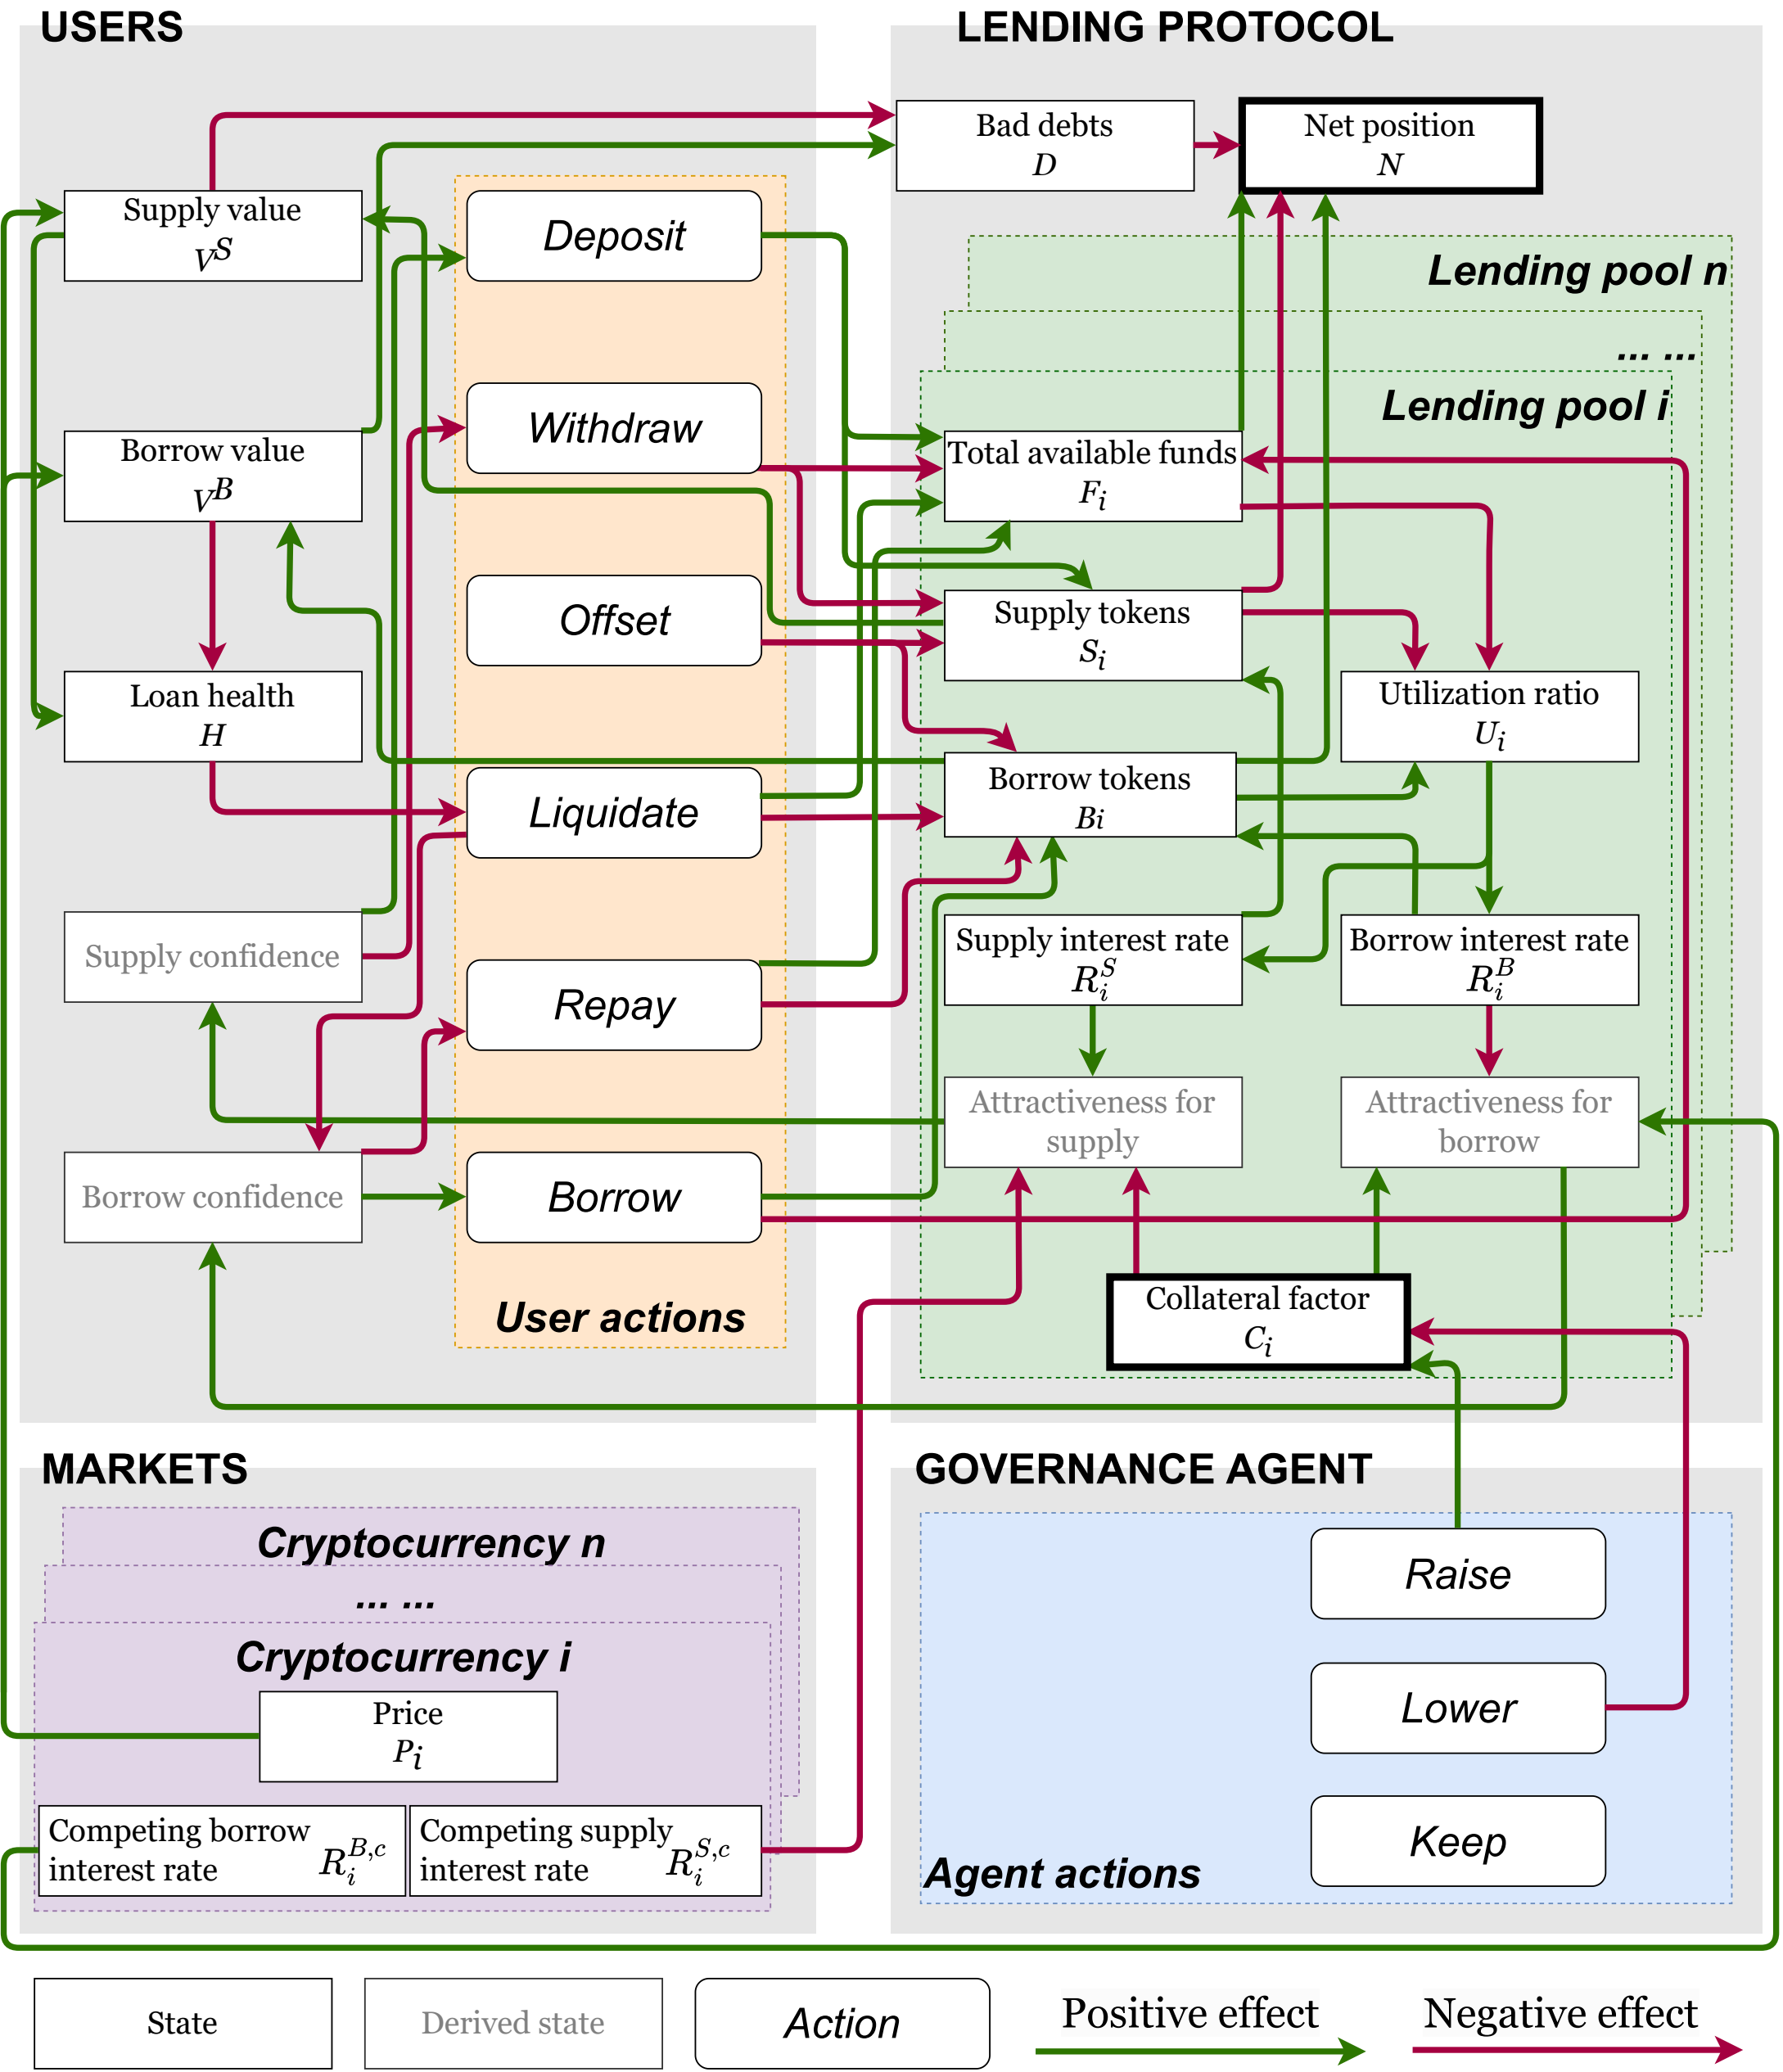 USERS
LENDING PROTOCOL
Bad debts
D
Net position
N
Supply value
V^S
Deposit
Lending pool n
... ...
Lending pool i
Withdraw
Borrow value
V^B
Total available funds
F_i
Offset
Supply tokens
S_i
Loan health
H
Utilization ratio
U_i
Liquidate
Borrow tokens
B_i
Supply confidence
Supply interest rate
R_i^S
Borrow interest rate
R_i^B
Repay
Attractiveness for
supply
Attractiveness for
borrow
Borrow confidence
Borrow
User actions
Collateral factor
C_i
MARKETS
GOVERNANCE AGENT
Cryptocurrency n
... ...
Cryptocurrency i
Price
P_i
Competing borrow
interest rate R_i^{B,c}
Competing supply
interest rate R_i^{S,c}
Raise
Lower
Keep
Agent actions
State
Derived state
Action
Positive effect
Negative effect